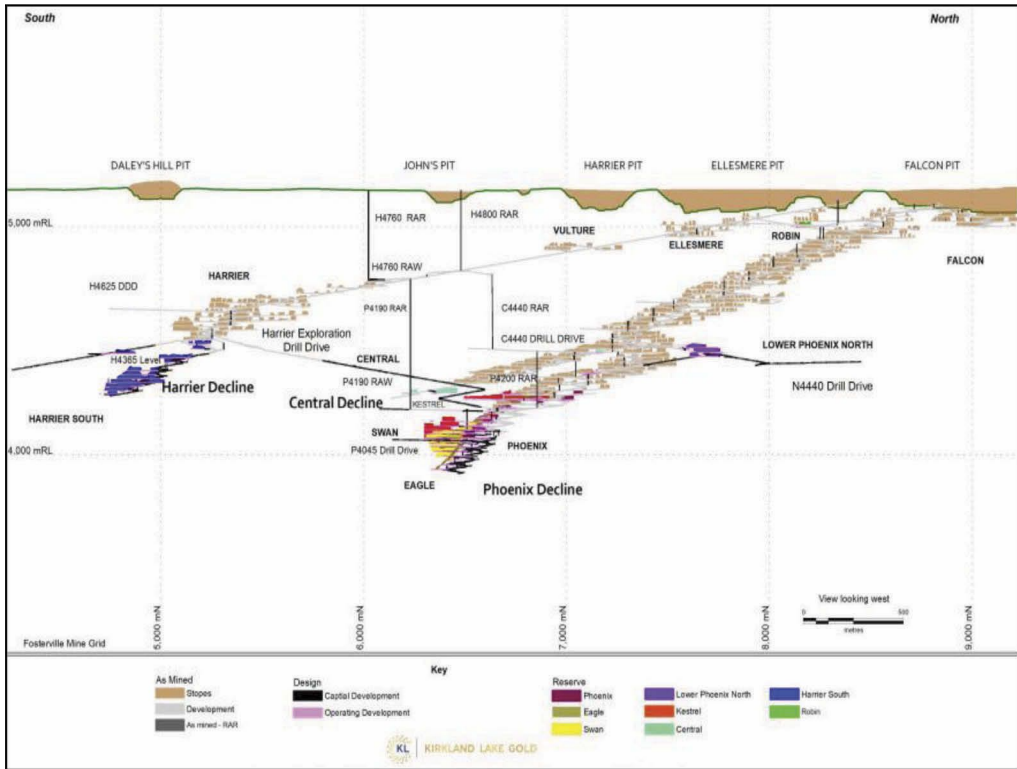 South
North
DALEY'S HILL PIT
JOHN'S PIT
HARRIER PIT
ELLESMERE PIT
FALCON PIT
H4760 RAR
H4800 RAR
5,000 mRL
VULTURE
ELLESMERE
ROBIN
FALCON
HARRIER
H4760 RAW
H4625 DDD
P4190 RAR
C4440 RAR
Harrier Exploration
Drill Drive
C4440 DRILL DRIVE
LOWER PHOENIX NORTH
H4365 Level
CENTRAL
Harrier Decline
P4190 RAW
P4200 RAR
N4440 Drill Drive
Central Decline
KESTREL
HARRIER SOUTH
SWAN
PHOENIX
P4045 Drill Drive
4,000 mRL
EAGLE
Phoenix Decline
View looking west
0
500
metres
5,000 mN
6,000 mN
7,000 mN
8,000 mN
9,000 mN
Fosterville Mine Grid
Key
As Mined
Stopes
Development
As mined - RAR
Design
Captial Development
Operating Development
Reserve
Phoenix
Eagle
Swan
Lower Phoenix North
Kestrel
Central
Harrier South
Robin
KL KIRKLAND LAKE GOLD